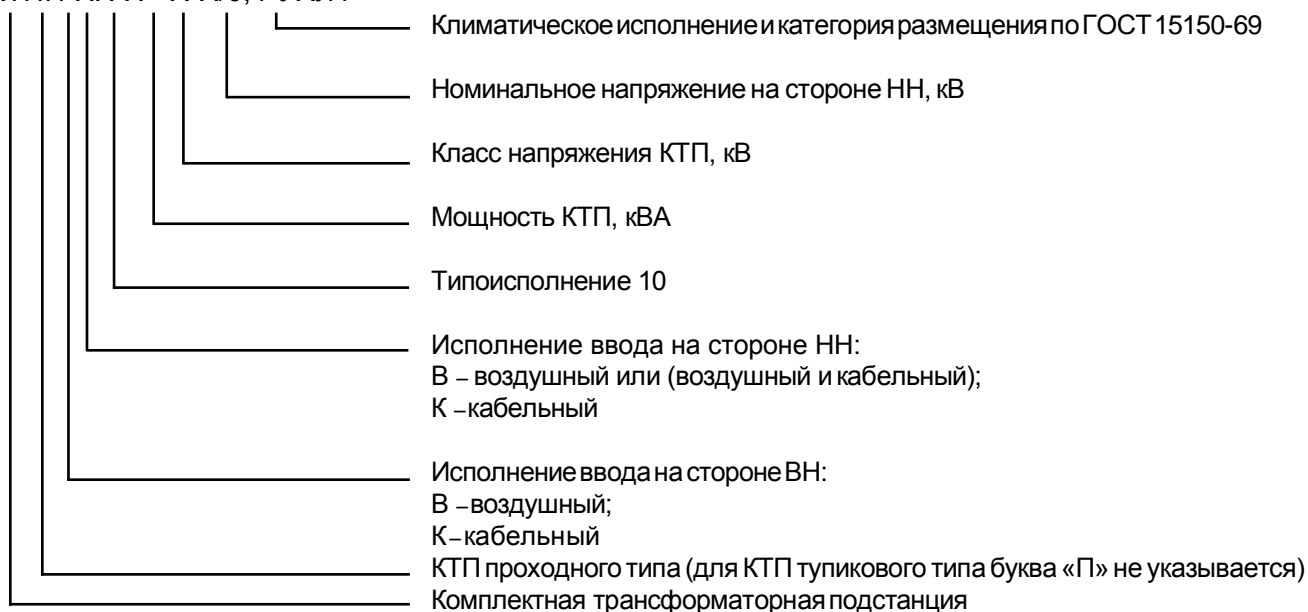 Климатическое исполнение и категория размещения по ГОСТ 15150-69
Номинальное напряжение на стороне НН, кВ
Класс напряжения КТП, кВ
Мощность КТП, кВА
Типоисполнение 10
Исполнение ввода на стороне НН:
В – воздушный или (воздушный и кабельный);
К –кабельный
Исполнение ввода на стороне ВН:
В –воздушный;
К–кабельный
КТП проходного типа (для КТП тупикового типа буква «П» не указывается)
Комплектная трансформаторная подстанция